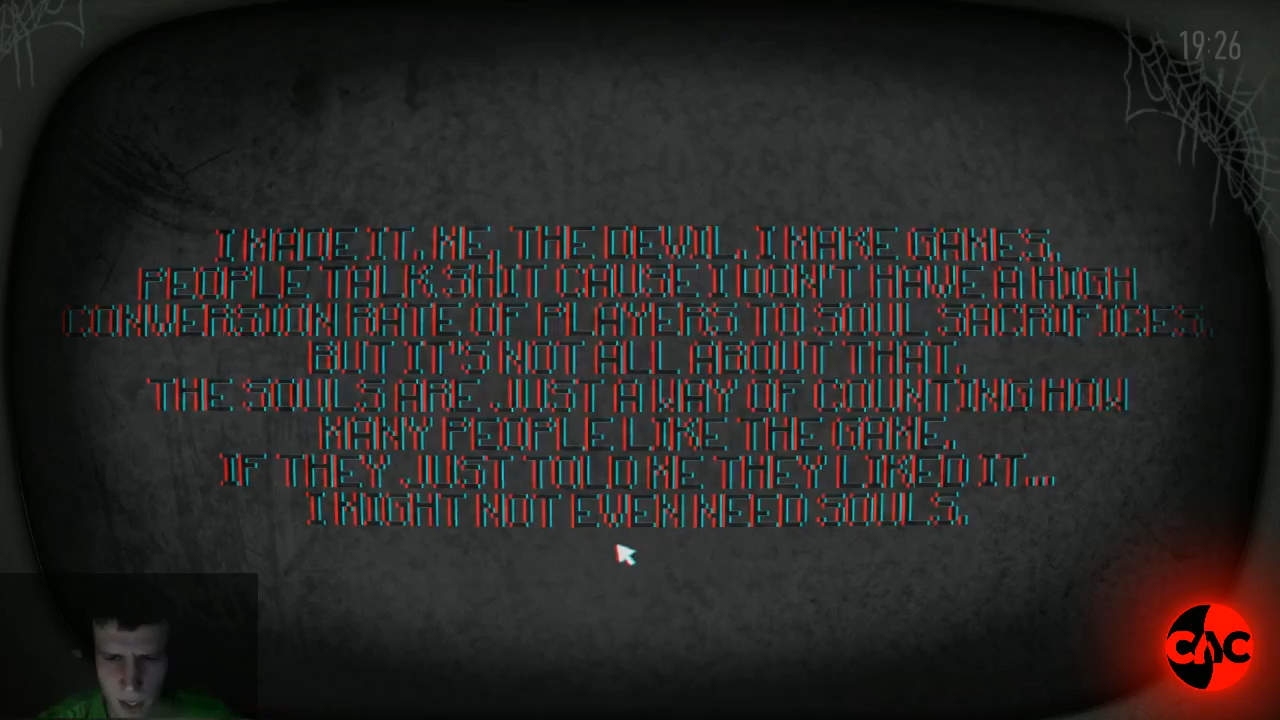 19:26
I MADE IT. ME, THE DEVIL. I MAKE GAMES.
PEOPLE TALK SHIT CAUSE I DON'T HAVE A HIGH
CONVERSION RATE OF PLAYERS TO SOUL SACRIFICES.
BUT IT'S NOT ALL ABOUT THAT.
THE SOULS ARE JUST A WAY OF COUNTING HOW
MANY PEOPLE LIKE THE GAME.
IF THEY JUST TOLD ME THEY LIKED IT...
I MIGHT NOT EVEN NEED SOULS.
CAC